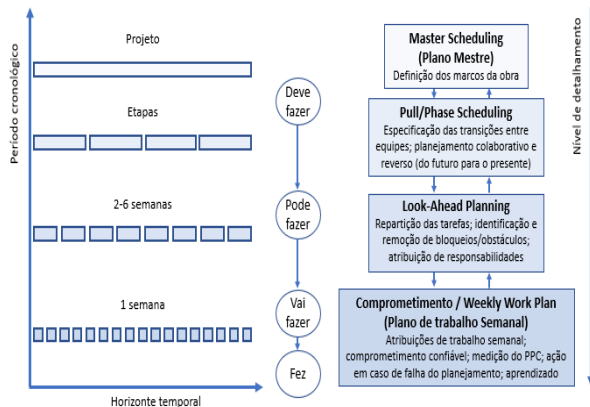 Período cronológico
Projeto
Etapas
2-6 semanas
1 semana
Horizonte temporal
Deve
fazer
Pode
fazer
Vai
fazer
Fez
Master Scheduling
(Plano Mestre)
Definição dos marcos da obra
Pull/Phase Scheduling
Especificação das transições entre
equipes; planejamento colaborativo e
reverso (do futuro para o presente)
Look-Ahead Planning
Repartição das tarefas; identificação e
remoção de bloqueios/obstáculos;
atribuição de responsabilidades
Comprometimento / Weekly Work Plan
(Plano de trabalho Semanal)
Atribuições de trabalho semanal;
comprometimento confiável; medição do PPC; ação
em caso de falha do planejamento; aprendizado
Nível de detalhamento